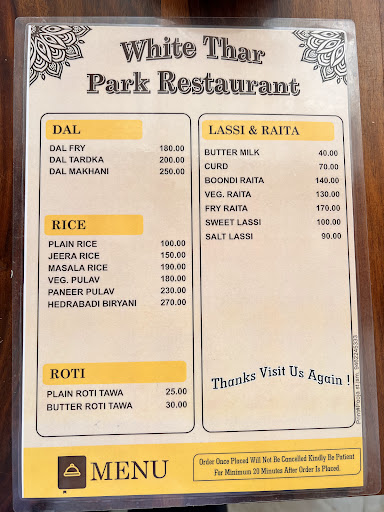 White Thar
Park Restaurant
DAL
DAL FRY 180.00
DAL TARDKA 200.00
DAL MAKHANI 250.00
RICE
PLAIN RICE 100.00
JEERA RICE 150.00
MASALA RICE 190.00
VEG. PULAV 180.00
PANEER PULAV 230.00
HEDRABADI BIRYANI 270.00
ROTI
PLAIN ROTI TAWA 25.00
BUTTER ROTI TAWA 30.00
LASSI & RAITA
BUTTER MILK 40.00
CURD 70.00
BOONDI RAITA 140.00
VEG. RAITA 130.00
FRY RAITA 170.00
SWEET LASSI 100.00
SALT LASSI 90.00
Thanks Visit Us Again !
MENU
Order Once Placed Will Not Be Cancelled Kindly Be Patient
For Minimum 20 Minutes After Order Is Placed.